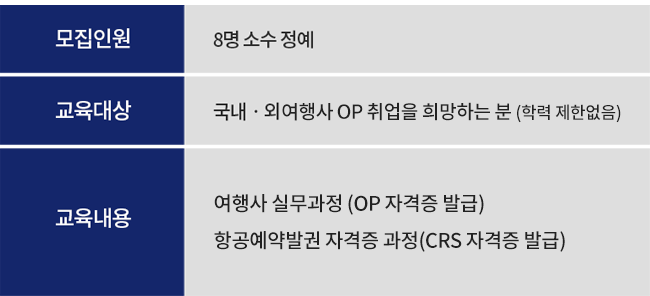 모집인원
8명 소수 정예
교육대상
국내 · 외여행사 OP 취업을 희망하는 분 (학력 제한없음)
교육내용
여행사 실무과정 (OP 자격증 발급)
항공예약발권 자격증 과정(CRS 자격증 발급)